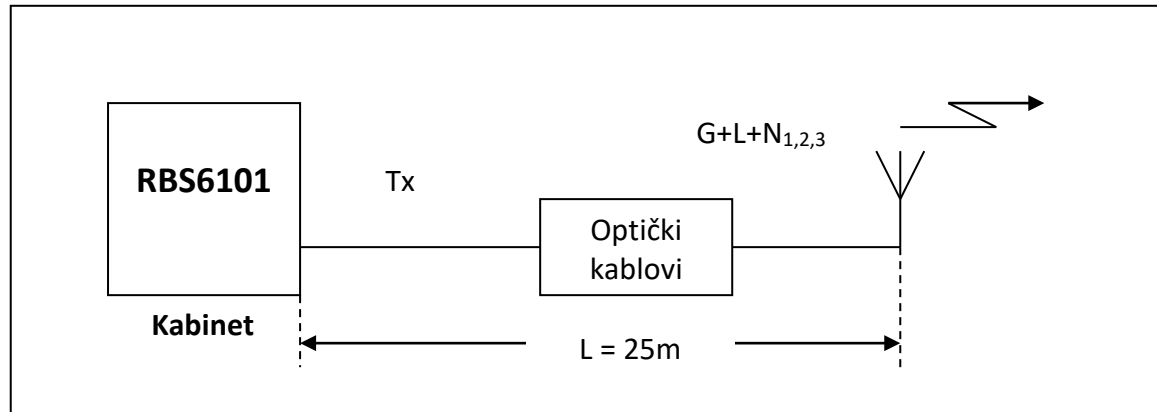 G+L+N1,2,3
RBS6101
Tx
Optički
kablovi
Kabinet
L = 25m